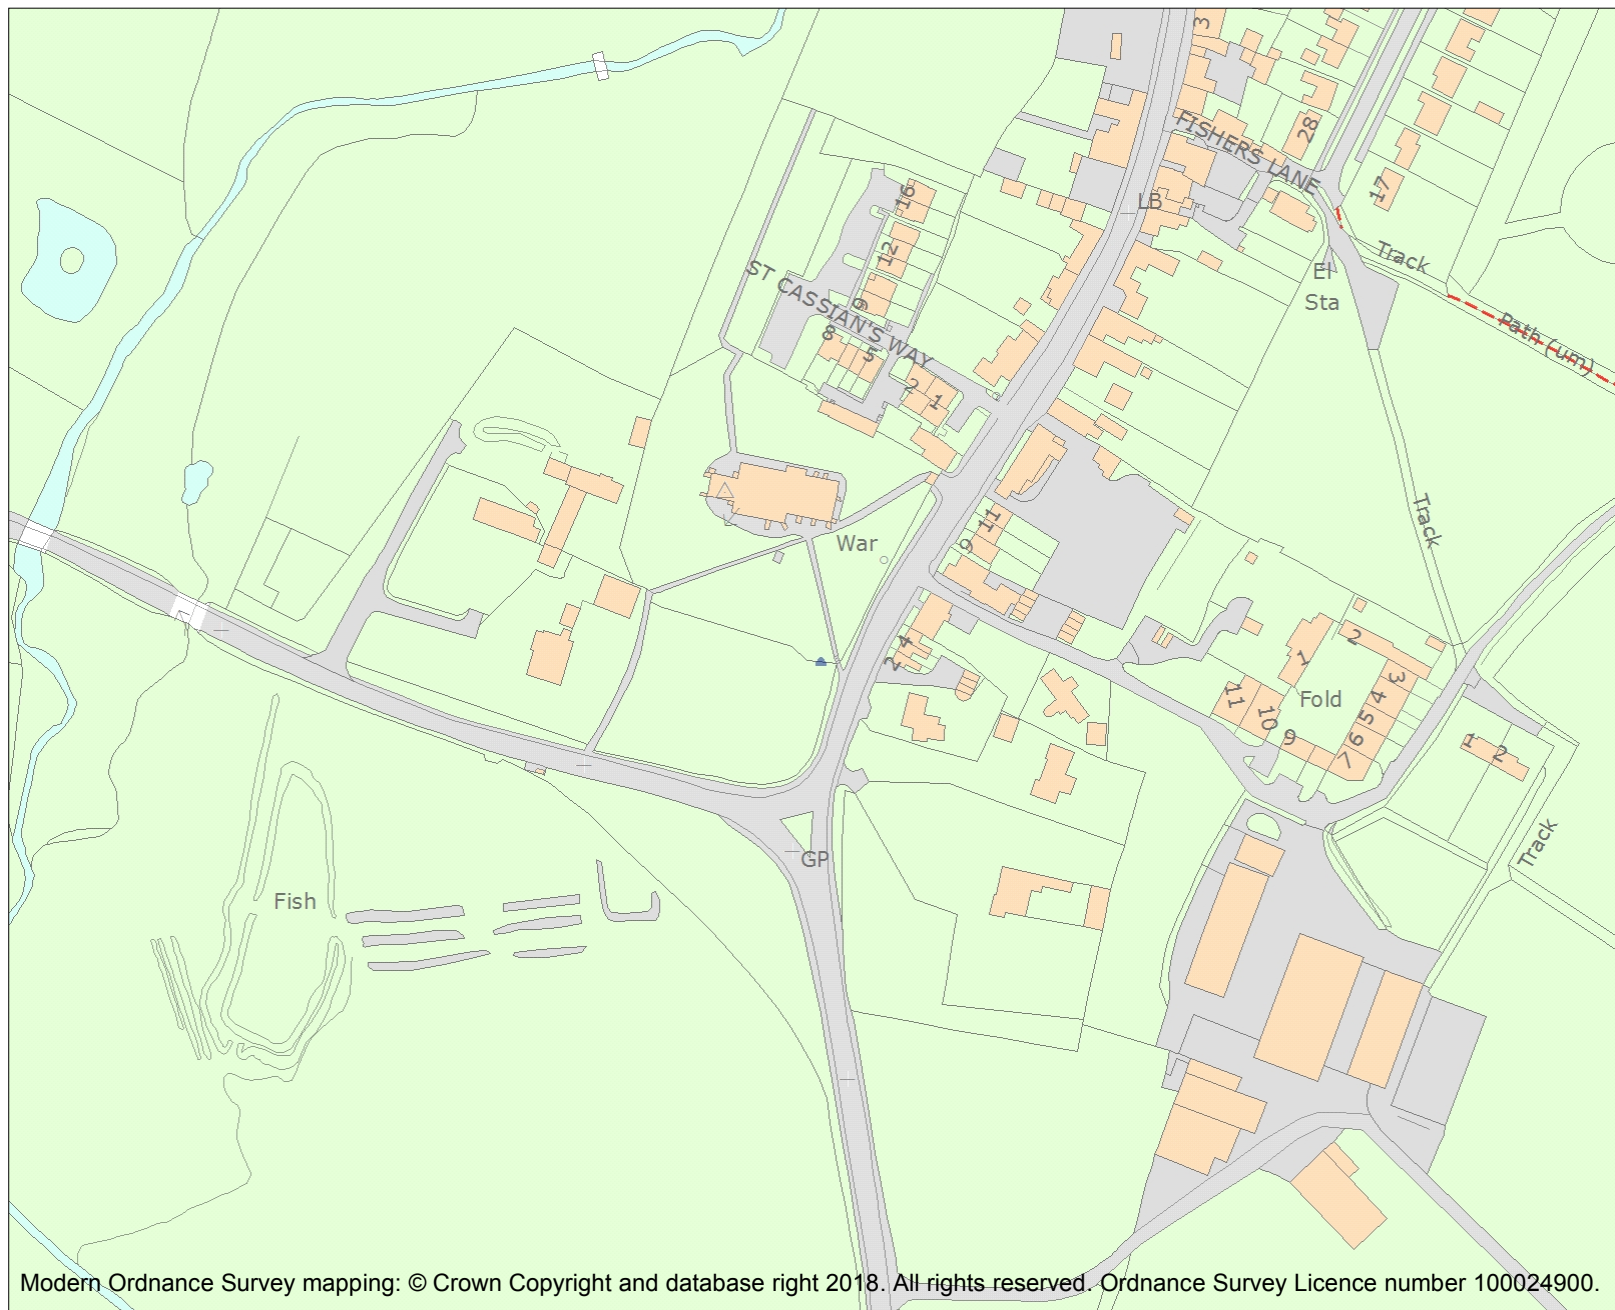 3
FISHERS LANE
28
17
LB
16
12
9
ST CASSIAN'S WAY
8
5
2
1
El
Sta
Track
Path (um)
Track
11
9
War
4
2
1
2
3
4
5
6
7
Fold
11
10
9
1
2
Track
GP
Fish
Modern Ordnance Survey mapping: © Crown Copyright and database right 2018. All rights reserved. Ordnance Survey Licence number 100024900.